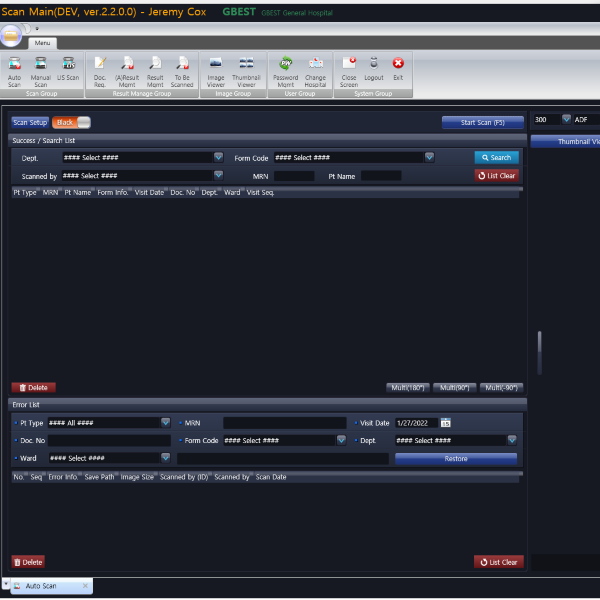 Scan Main(DEV, ver.2.2.0.0) - Jeremy Cox GBEST GBEST General Hospital
Menu
Auto Scan
Manual Scan
US Scan
Doc. Req.
(A)Result Mgmt
Result Mgmt
To Be Scanned
Image Viewer
Thumbnail Viewer
Password Mgmt
Change Hospital
Close Screen
Logout
Exit
Scan Group
Result Manage Group
Image Group
User Group
System Group
Scan Setup Black Start Scan (F5) 300 ADF
Success / Search List Thumbnail Vie
Dept. #### Select #### Form Code #### Select #### Search
Scanned by #### Select #### MRN Pt Name List Clear
Pt Type MRN Pt Name Form Info. Visit Date Doc. No Dept. Ward Visit Seq.
Delete Multi(180°) Multi(90°) Multi(-90°)
Error List
Pt Type #### All #### MRN Visit Date 1/27/2022 15
Doc. No Form Code #### Select #### Dept. #### Select ####
Ward #### Select #### Restore
No. Seq Error Info. Save Path Image Size Scanned by (ID) Scanned by Scan Date
Delete List Clear
Auto Scan